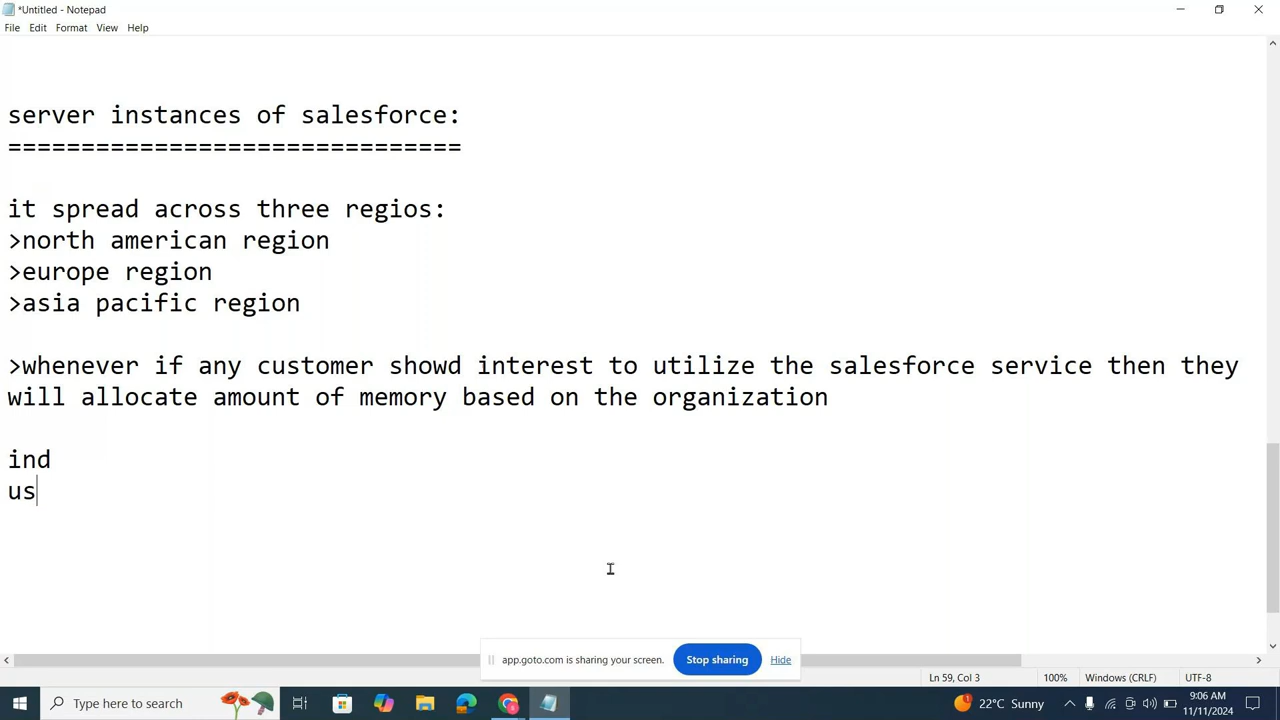 *Untitled - Notepad
File Edit Format View Help
server instances of salesforce:
===============================
it spread across three regios:
>north american region
>europe region
>asia pacific region
>whenever if any customer showd interest to utilize the salesforce service then they
will allocate amount of memory based on the organization
ind
us
app.goto.com is sharing your screen. Stop sharing Hide
Ln 59, Col 3 100% Windows (CRLF) UTF-8
Type here to search 22°C Sunny 9:06 AM
11/11/2024